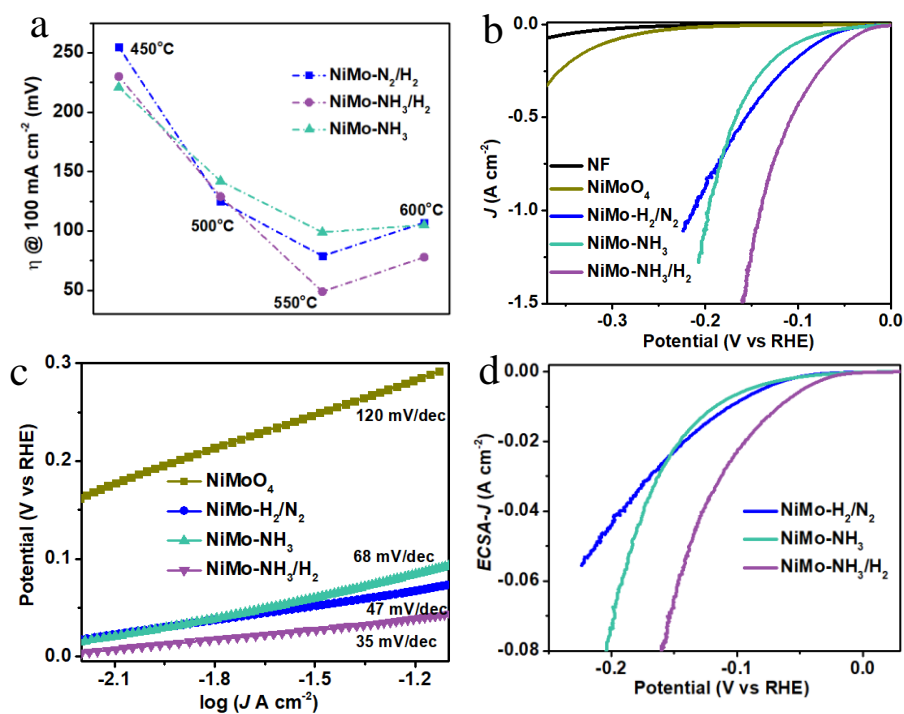 a
250
200
150
100
50
η @ 100 mA cm⁻² (mV)
450°C
500°C
550°C
600°C
NiMo-N₂/H₂
NiMo-NH₃/H₂
NiMo-NH₃
b
0.0
-0.5
-1.0
-1.5
J (A cm⁻²)
NF
NiMoO₄
NiMo-H₂/N₂
NiMo-NH₃
NiMo-NH₃/H₂
-0.3
-0.2
-0.1
0.0
Potential (V vs RHE)
c
0.3
0.2
0.1
0.0
Potential (V vs RHE)
120 mV/dec
NiMoO₄
NiMo-H₂/N₂
NiMo-NH₃
NiMo-NH₃/H₂
68 mV/dec
47 mV/dec
35 mV/dec
-2.1
-1.8
-1.5
-1.2
log (J A cm⁻²)
d
0.00
-0.02
-0.04
-0.06
-0.08
ECSA-J (A cm⁻²)
NiMo-H₂/N₂
NiMo-NH₃
NiMo-NH₃/H₂
-0.2
-0.1
0.0
Potential (V vs RHE)